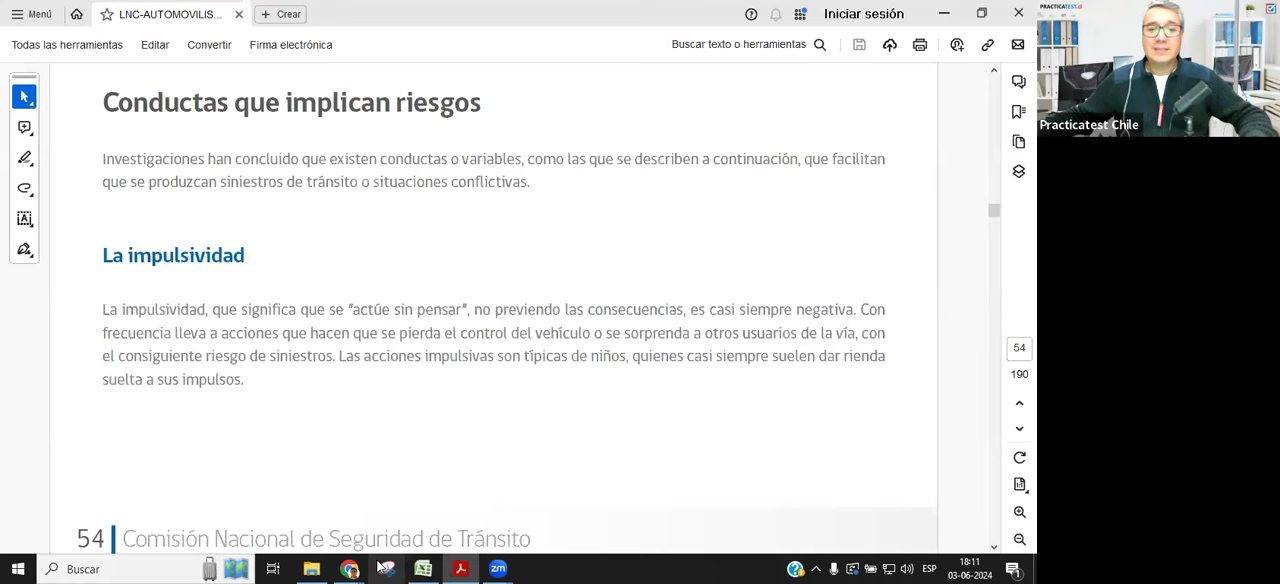 Menú
LNC-AUTOMOVILIS...
Crear
Iniciar sesión
Todas las herramientas
Editar
Convertir
Firma electrónica
Buscar texto o herramientas
Conductas que implican riesgos
Investigaciones han concluido que existen conductas o variables, como las que se describen a continuación, que facilitan
que se produzcan siniestros de tránsito o situaciones conflictivas.
La impulsividad
La impulsividad, que significa que se "actúe sin pensar", no previendo las consecuencias, es casi siempre negativa. Con
frecuencia lleva a acciones que hacen que se pierda el control del vehículo o se sorprenda a otros usuarios de la vía, con
el consiguiente riesgo de siniestros. Las acciones impulsivas son típicas de niños, quienes casi siempre suelen dar rienda
suelta a sus impulsos.
54 Comisión Nacional de Seguridad de Tránsito
54
190
PRACTICATEST.cl
Practicatest Chile
Buscar
zm
ESP
18:11
03-06-2024
1